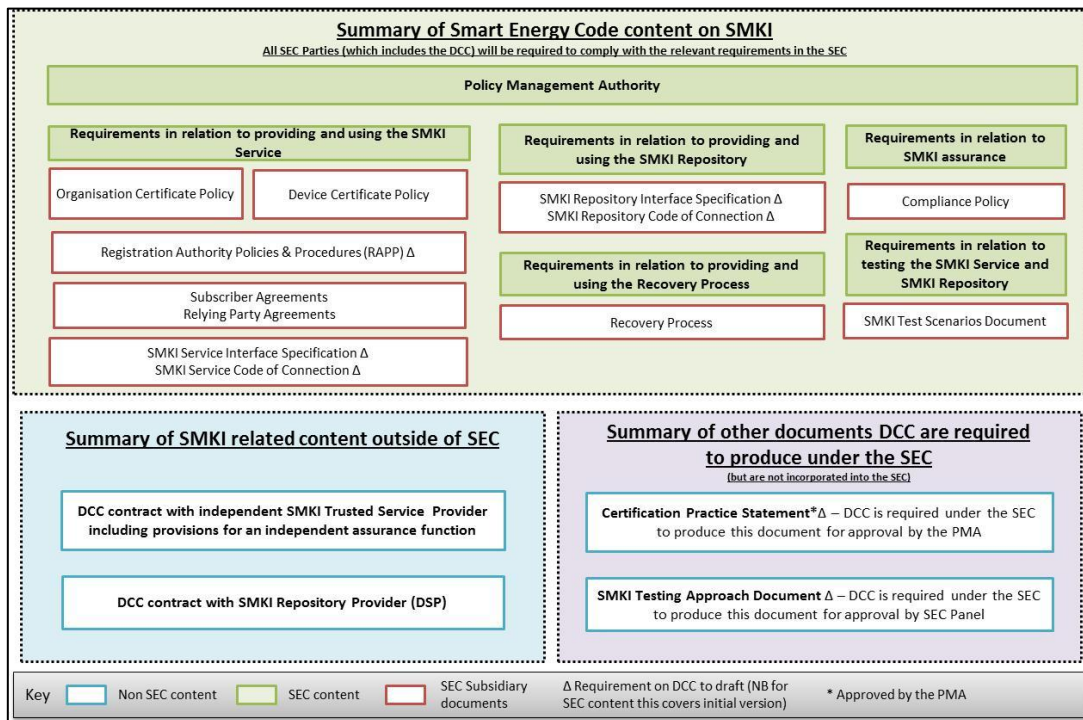 Summary of Smart Energy Code content on SMKI
All SEC Parties (which includes the DCC) will be required to comply with the relevant requirements in the SEC
Policy Management Authority
Requirements in relation to providing and using the SMKI
Service
Organisation Certificate Policy
Device Certificate Policy
Registration Authority Policies & Procedures (RAPP) Δ
Subscriber Agreements
Relying Party Agreements
SMKI Service Interface Specification Δ
SMKI Service Code of Connection Δ
Requirements in relation to providing and
using the SMKI Repository
SMKI Repository Interface Specification Δ
SMKI Repository Code of Connection Δ
Requirements in relation to providing and
using the Recovery Process
Recovery Process
Requirements in relation to
SMKI assurance
Compliance Policy
Requirements in relation to
testing the SMKI Service and
SMKI Repository
SMKI Test Scenarios Document
Summary of SMKI related content outside of SEC
DCC contract with independent SMKI Trusted Service Provider
including provisions for an independent assurance function
DCC contract with SMKI Repository Provider (DSP)
Summary of other documents DCC are required
to produce under the SEC
(but are not incorporated into the SEC)
Certification Practice Statement*Δ – DCC is required under the SEC
to produce this document for approval by the PMA
SMKI Testing Approach Document Δ – DCC is required under the SEC
to produce this document for approval by SEC Panel
Key
Non SEC content
SEC content
SEC Subsidiary
documents
Δ Requirement on DCC to draft (NB for
SEC content this covers initial version)
* Approved by the PMA